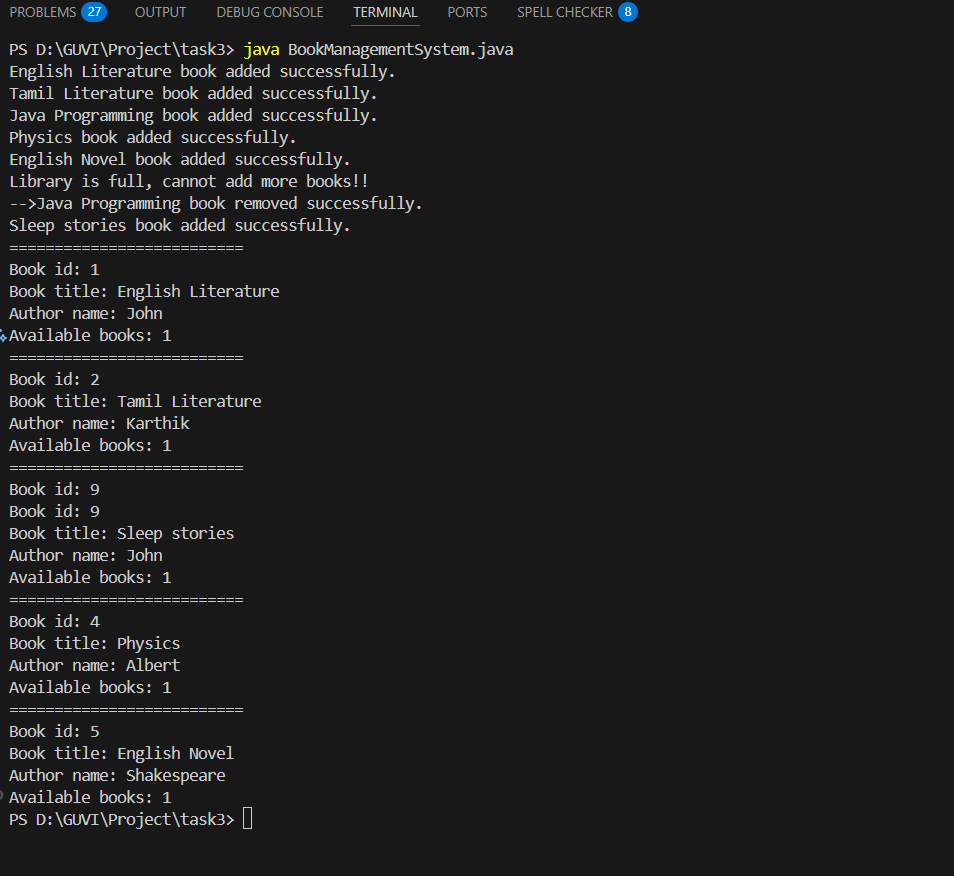 PROBLEMS 27 OUTPUT DEBUG CONSOLE TERMINAL PORTS SPELL CHECKER 8
PS D:\GUVI\Project\task3> java BookManagementSystem.java
English Literature book added successfully.
Tamil Literature book added successfully.
Java Programming book added successfully.
Physics book added successfully.
English Novel book added successfully.
Library is full, cannot add more books!!
-->Java Programming book removed successfully.
Sleep stories book added successfully.
==========================
Book id: 1
Book title: English Literature
Author name: John
Available books: 1
==========================
Book id: 2
Book title: Tamil Literature
Author name: Karthik
Available books: 1
==========================
Book id: 9
Book id: 9
Book title: Sleep stories
Author name: John
Available books: 1
==========================
Book id: 4
Book title: Physics
Author name: Albert
Available books: 1
==========================
Book id: 5
Book title: English Novel
Author name: Shakespeare
Available books: 1
PS D:\GUVI\Project\task3>